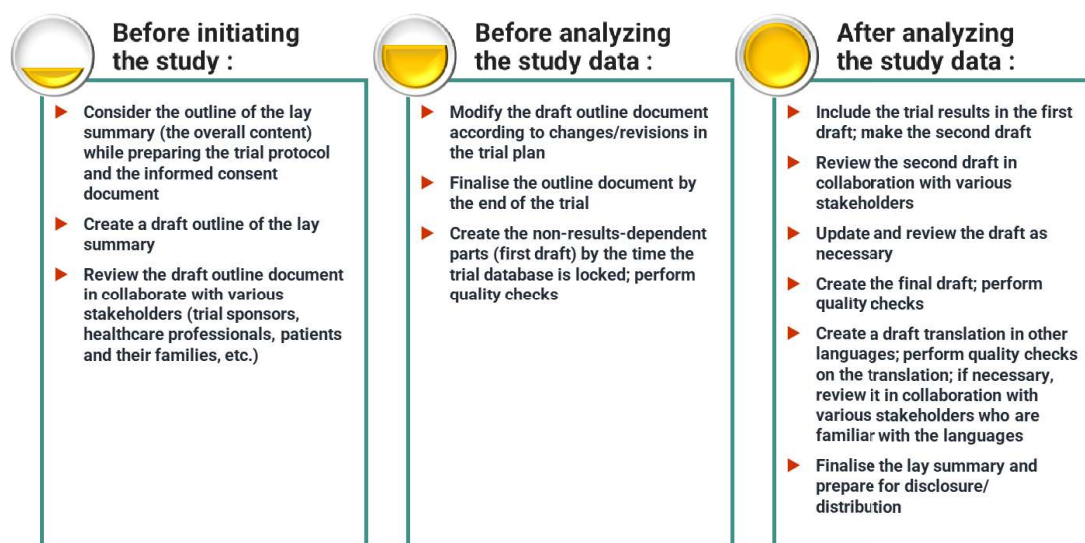 Before initiating
the study :
Consider the outline of the lay
summary (the overall content)
while preparing the trial protocol
and the informed consent
document
Create a draft outline of the lay
summary
Review the draft outline document
in collaborate with various
stakeholders (trial sponsors,
healthcare professionals, patients
and their families, etc.)
Before analyzing
the study data :
Modify the draft outline document
according to changes/revisions in
the trial plan
Finalise the outline document by
the end of the trial
Create the non-results-dependent
parts (first draft) by the time the
trial database is locked; perform
quality checks
After analyzing
the study data :
Include the trial results in the first
draft; make the second draft
Review the second draft in
collaboration with various
stakeholders
Update and review the draft as
necessary
Create the final draft; perform
quality checks
Create a draft translation in other
languages; perform quality checks
on the translation; if necessary,
review it in collaboration with
various stakeholders who are
familiar with the languages
Finalise the lay summary and
prepare for disclosure/
distribution